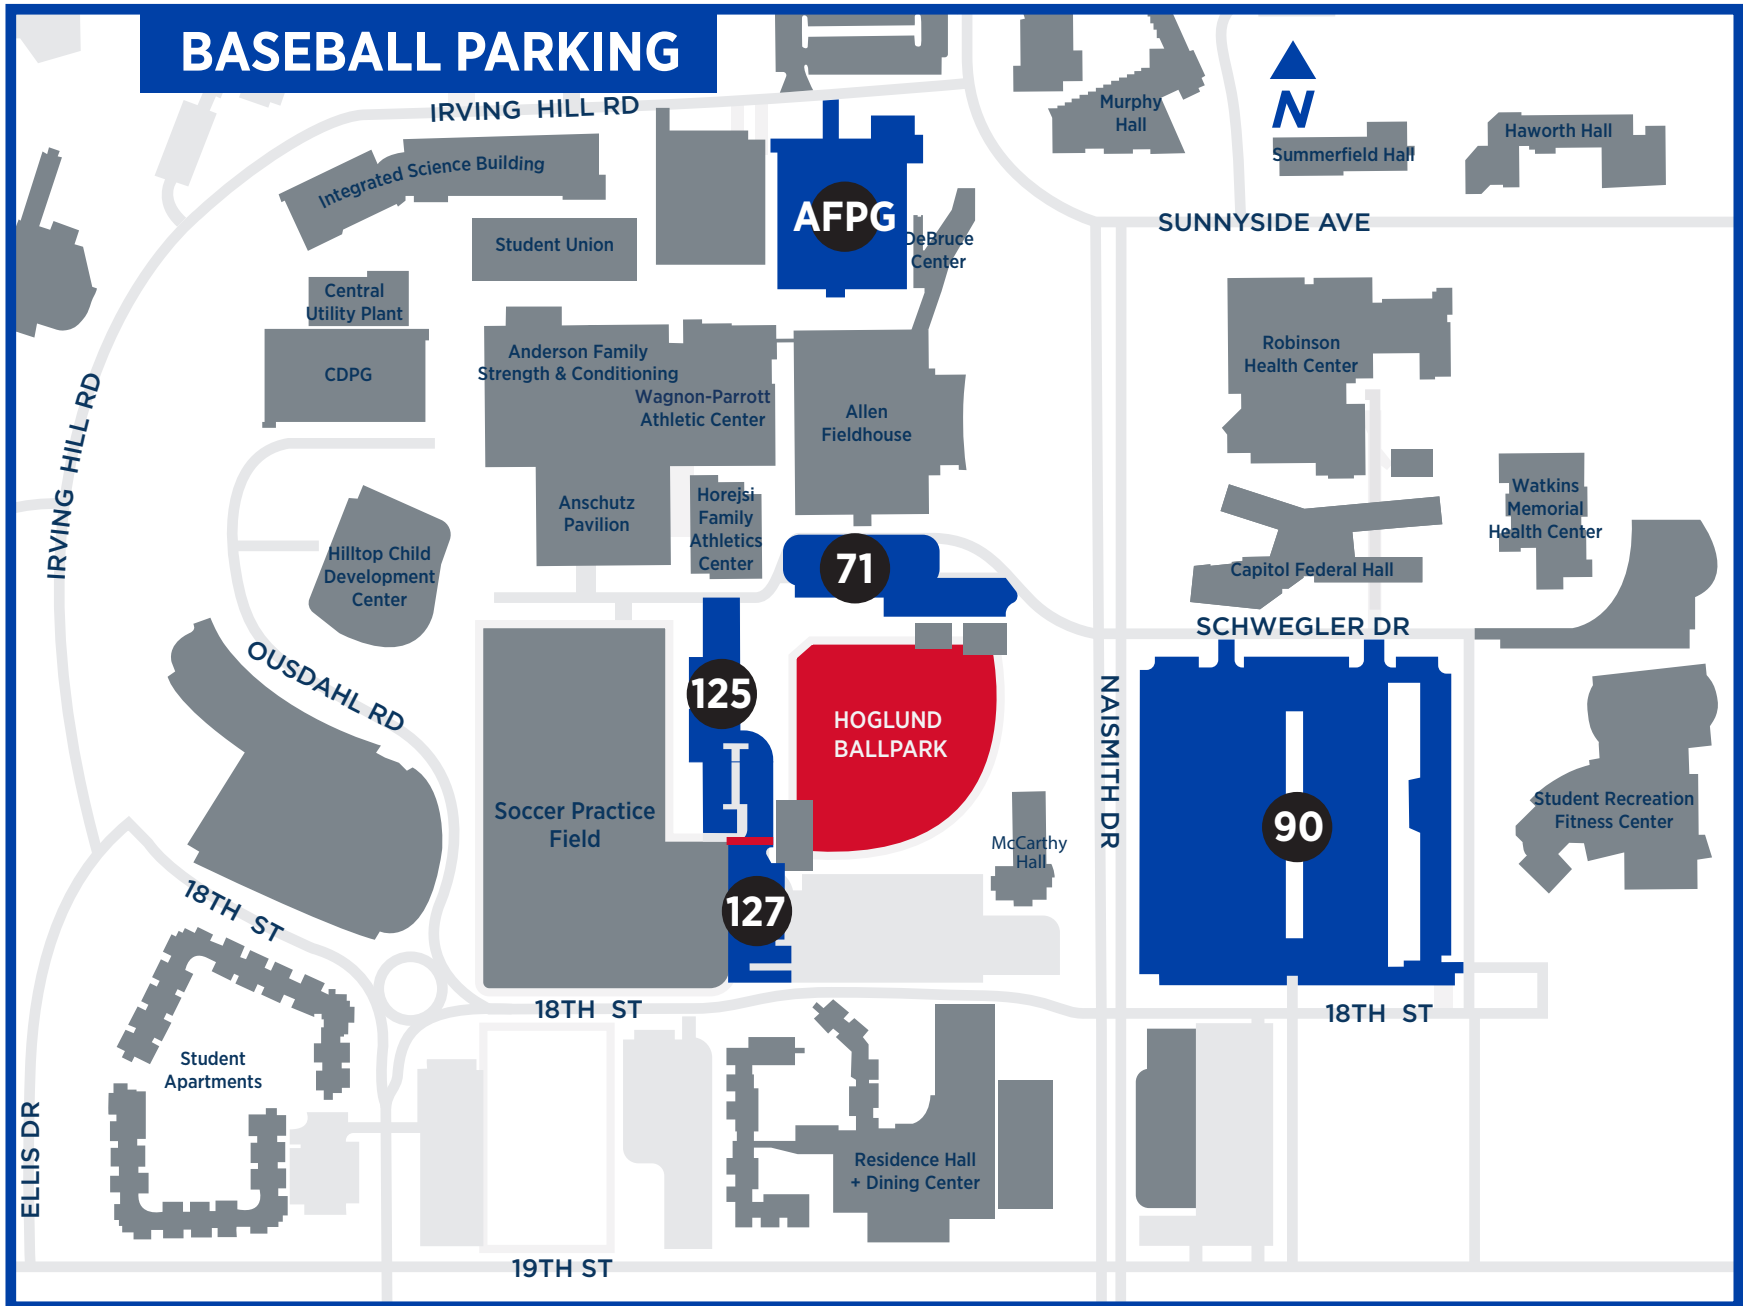 BASEBALL PARKING
IRVING HILL RD
Murphy
Hall
N
Summerfield Hall
Haworth Hall
Integrated Science Building
Student Union
AFPG
DeBruce
Center
SUNNYSIDE AVE
Central
Utility Plant
CDPG
Anderson Family
Strength & Conditioning
Wagnon-Parrott
Athletic Center
Allen
Fieldhouse
Robinson
Health Center
IRVING HILL RD
Anschutz
Pavilion
Horejsi
Family
Athletics
Center
Watkins
Memorial
Health Center
Hilltop Child
Development
Center
71
Capitol Federal Hall
SCHWEGLER DR
OUSDAHL RD
125
HOGLUND
BALLPARK
NAISMITH DR
Soccer Practice
Field
McCarthy
Hall
90
Student Recreation
Fitness Center
18TH ST
127
18TH ST
18TH ST
Student
Apartments
ELLIS DR
Residence Hall
+ Dining Center
19TH ST